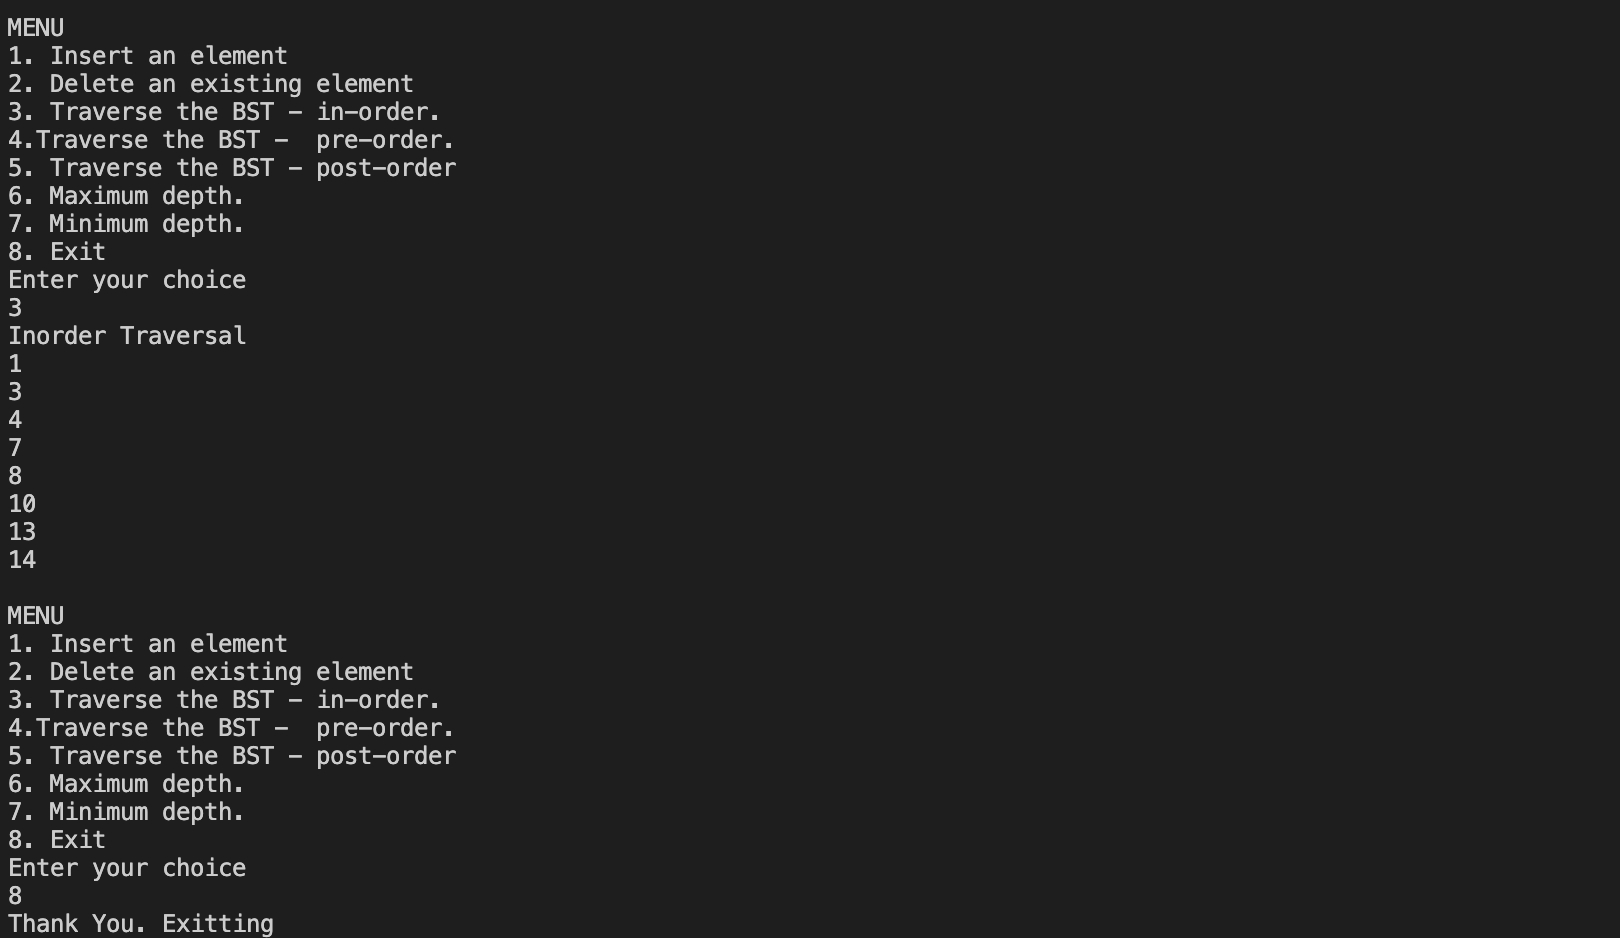 MENU
1. Insert an element
2. Delete an existing element
3. Traverse the BST - in-order.
4.Traverse the BST -  pre-order.
5. Traverse the BST - post-order
6. Maximum depth.
7. Minimum depth.
8. Exit
Enter your choice
3
Inorder Traversal
1
3
4
7
8
10
13
14
MENU
1. Insert an element
2. Delete an existing element
3. Traverse the BST - in-order.
4.Traverse the BST -  pre-order.
5. Traverse the BST - post-order
6. Maximum depth.
7. Minimum depth.
8. Exit
Enter your choice
8
Thank You. Exitting